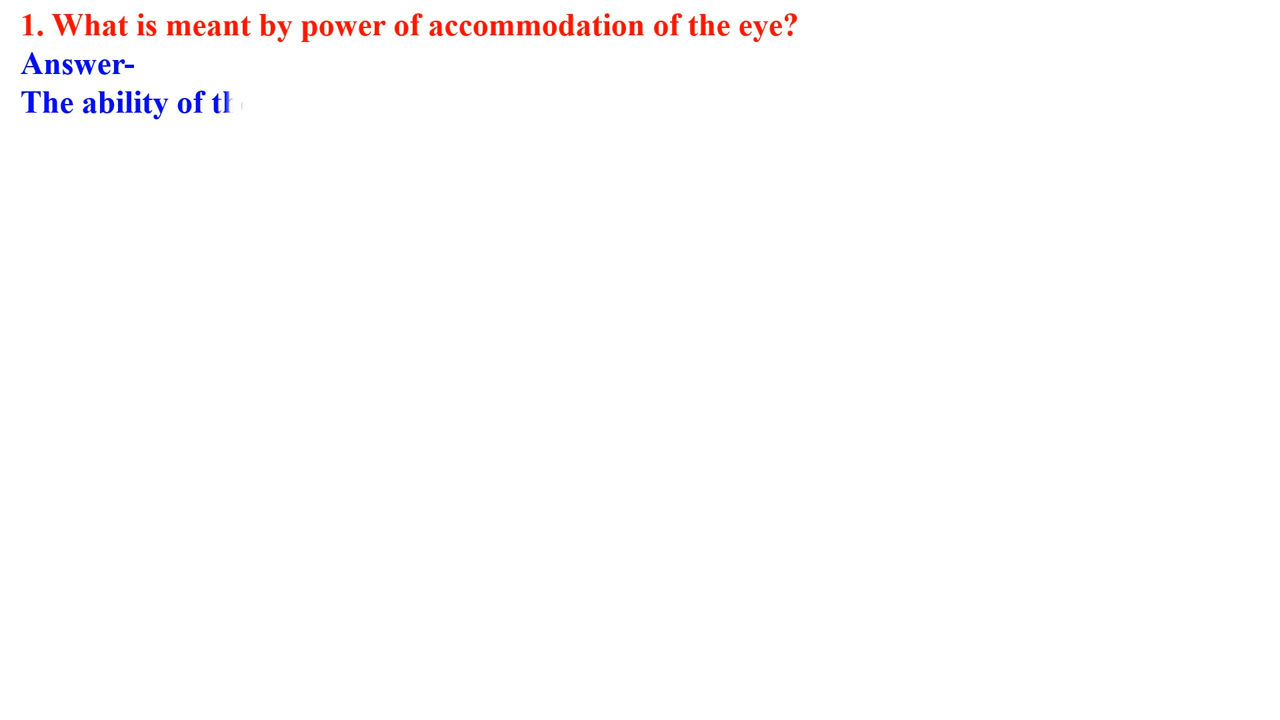 1. What is meant by power of accommodation of the eye?
Answer-
The ability of